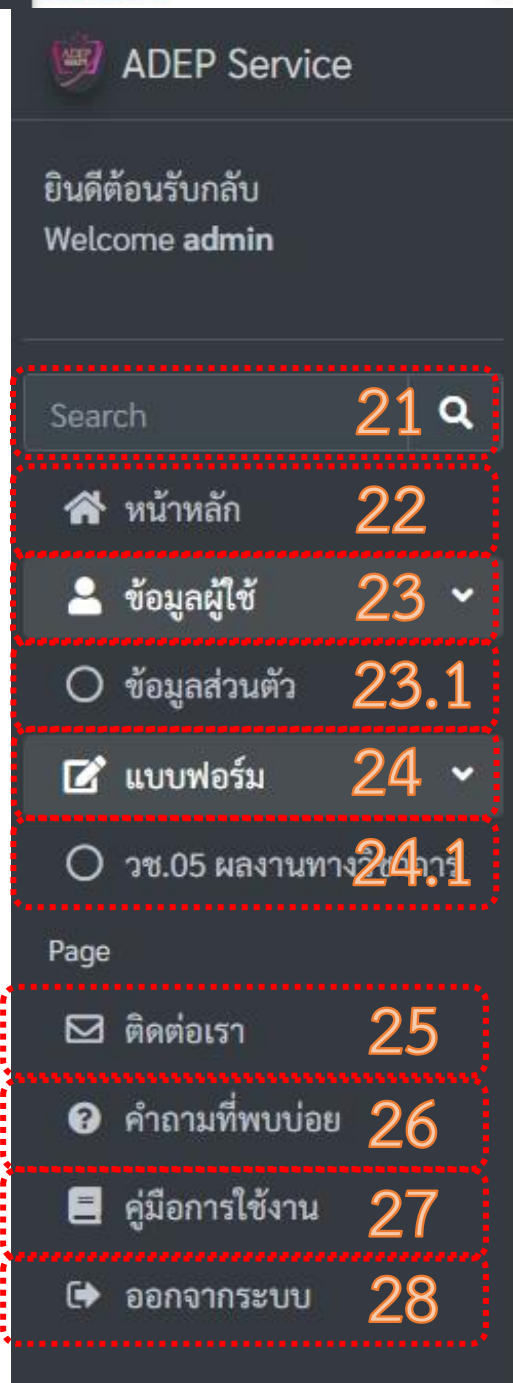 ADEP Service
ยินดีต้อนรับกลับ
Welcome admin
Search 21
หน้าหลัก 22
ข้อมูลผู้ใช้ 23
ข้อมูลส่วนตัว 23.1
แบบฟอร์ม 24
วช.05 ผลงานทางวิชาการ 24.1
Page
ติดต่อเรา 25
คำถามที่พบบ่อย 26
คู่มือการใช้งาน 27
ออกจากระบบ 28